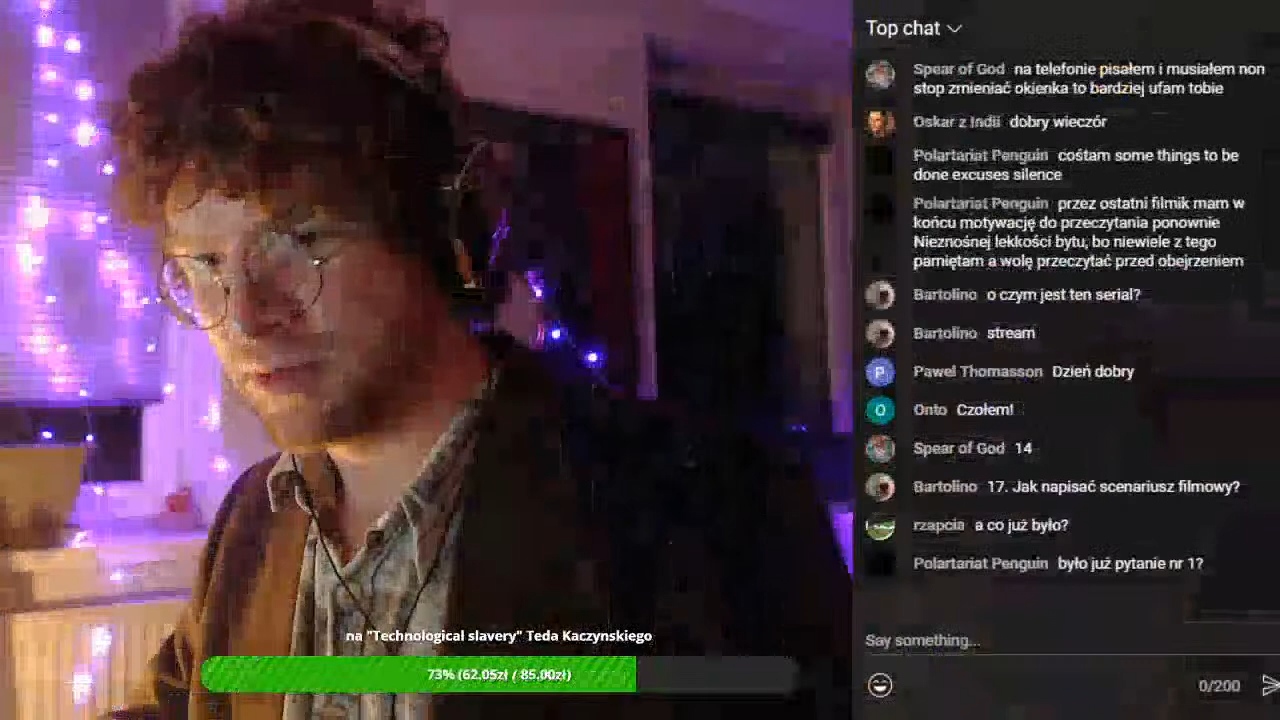 Top chat
Spear of God na telefonie pisałem i musiałem non
stop zmieniać okienka to bardziej ufam tobie
Oskar z Indii dobry wieczór
Polartariat Penguin cośtam some things to be
done excuses silence
Polartariat Penguin przez ostatni filmik mam w
końcu motywację do przeczytania ponownie
Nieznośnej lekkości bytu, bo niewiele z tego
pamiętam a wolę przeczytać przed obejrzeniem
Bartolino o czym jest ten serial?
Bartolino stream
P Pawel Thomasson Dzień dobry
O Onto Czołem!
Spear of God 14
Bartolino 17. Jak napisać scenariusz filmowy?
rzapcia a co już było?
Polartariat Penguin było już pytanie nr 1?
na "Technological slavery" Teda Kaczynskiego
73% (62.05zł / 85.00zł)
Say something...
0/200